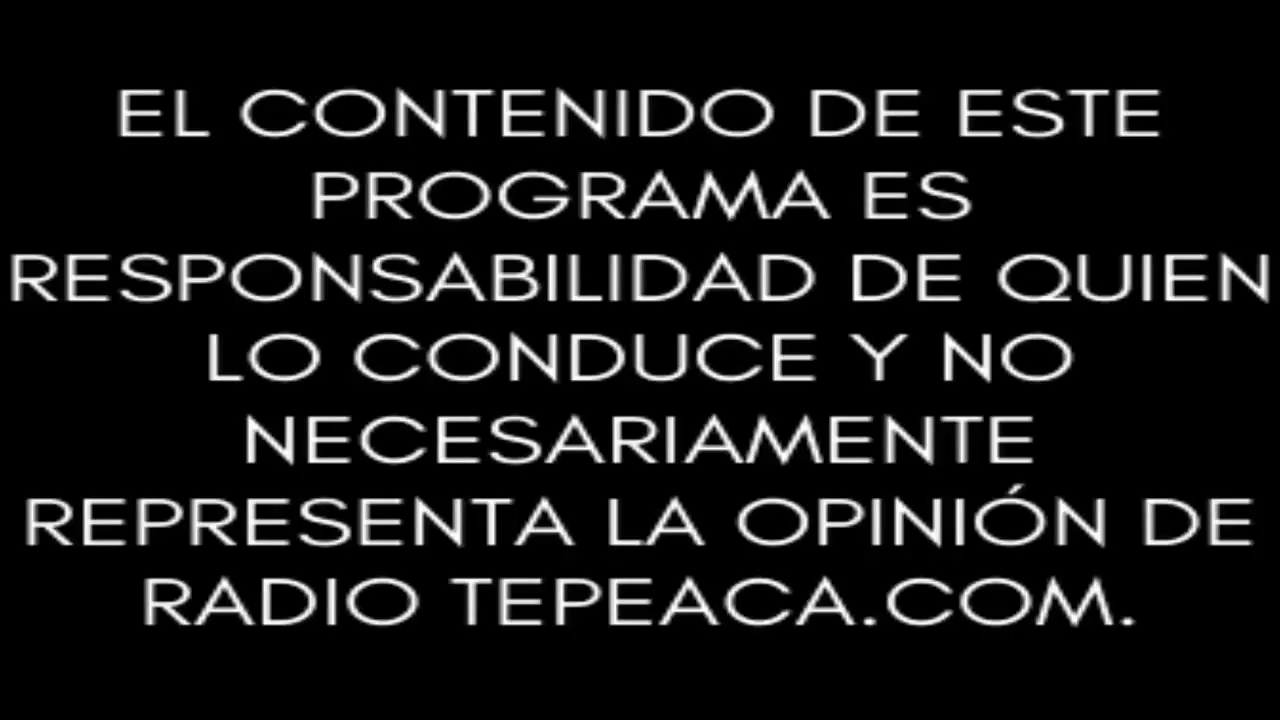 EL CONTENIDO DE ESTE
PROGRAMA ES
RESPONSABILIDAD DE QUIEN
LO CONDUCE Y NO
NECESARIAMENTE
REPRESENTA LA OPINIÓN DE
RADIO TEPEACA.COM.